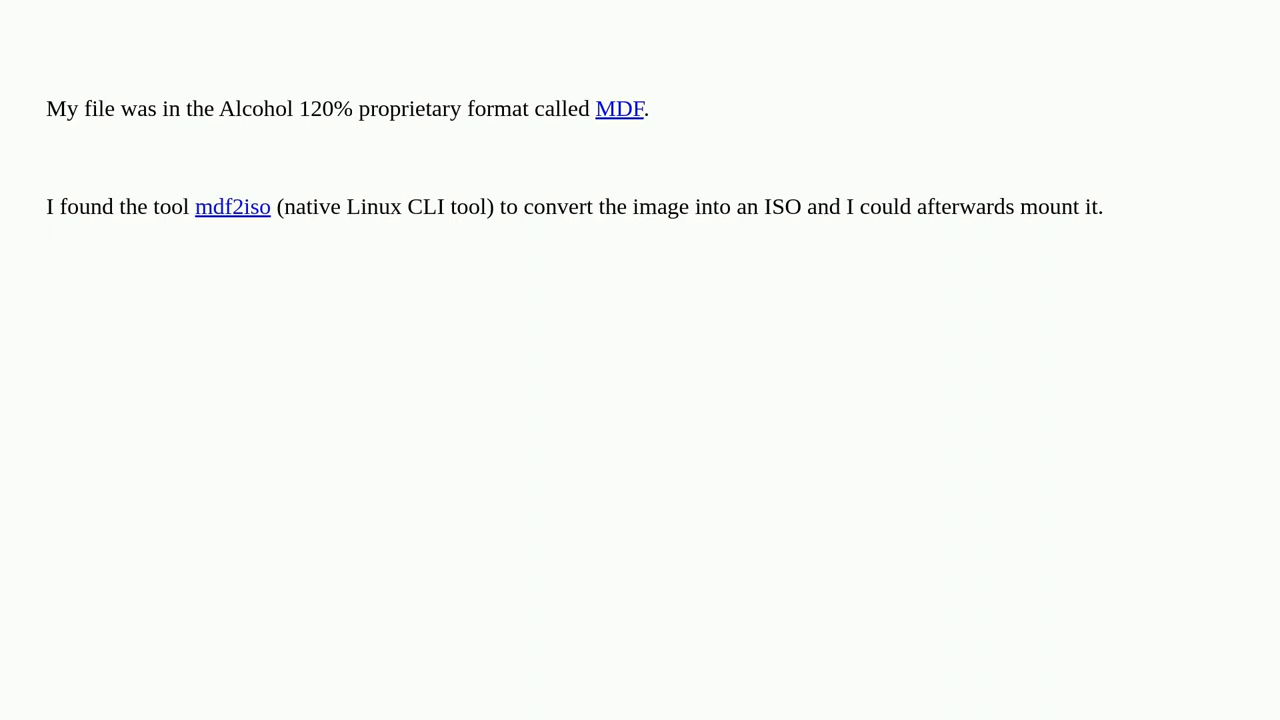 My file was in the Alcohol 120% proprietary format called MDF.
I found the tool mdf2iso (native Linux CLI tool) to convert the image into an ISO and I could afterwards mount it.